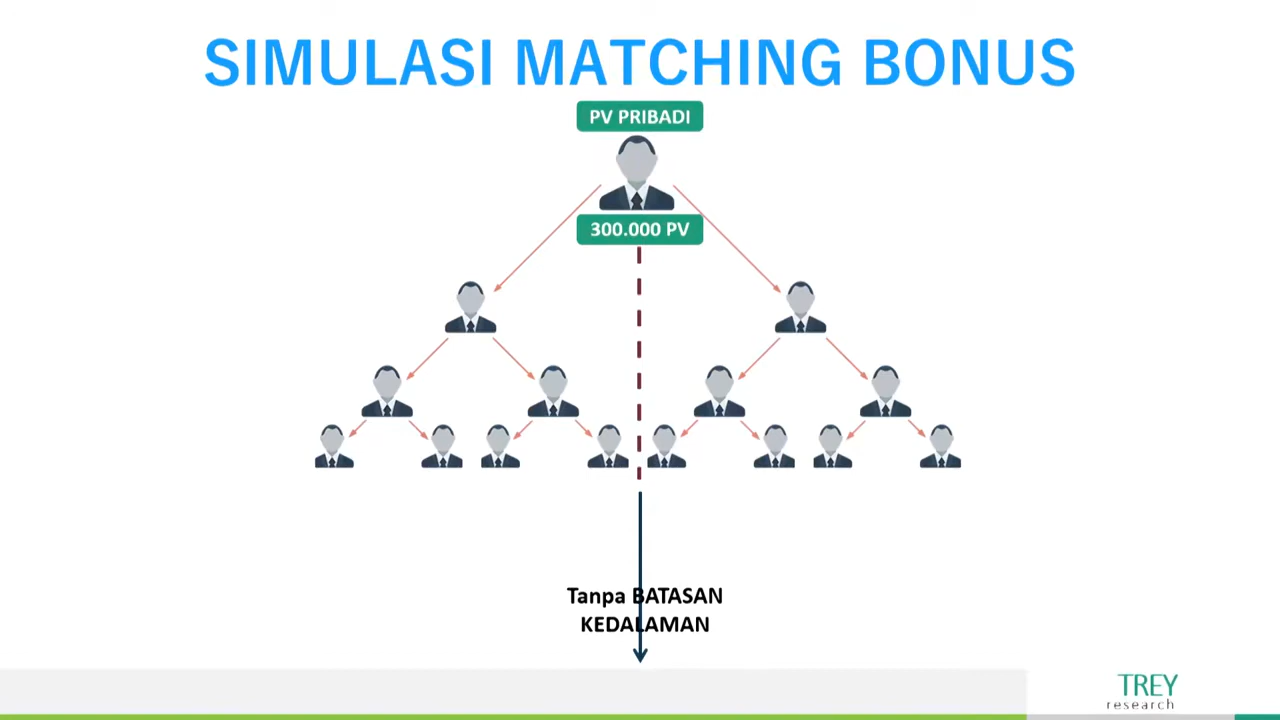 SIMULASI MATCHING BONUS
PV PRIBADI
300.000 PV
Tanpa BATASAN
KEDALAMAN
TREY
research